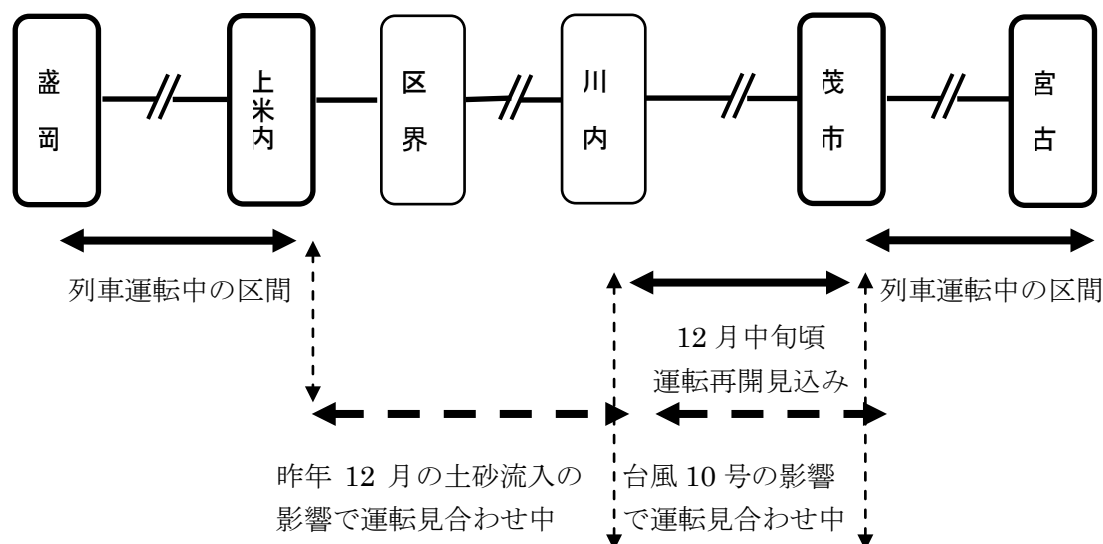 盛岡
上米内
区界
川内
茂市
宮古
列車運転中の区間
列車運転中の区間
12 月中旬頃
運転再開見込み
昨年 12 月の土砂流入の
影響で運転見合わせ中
台風 10 号の影響
で運転見合わせ中